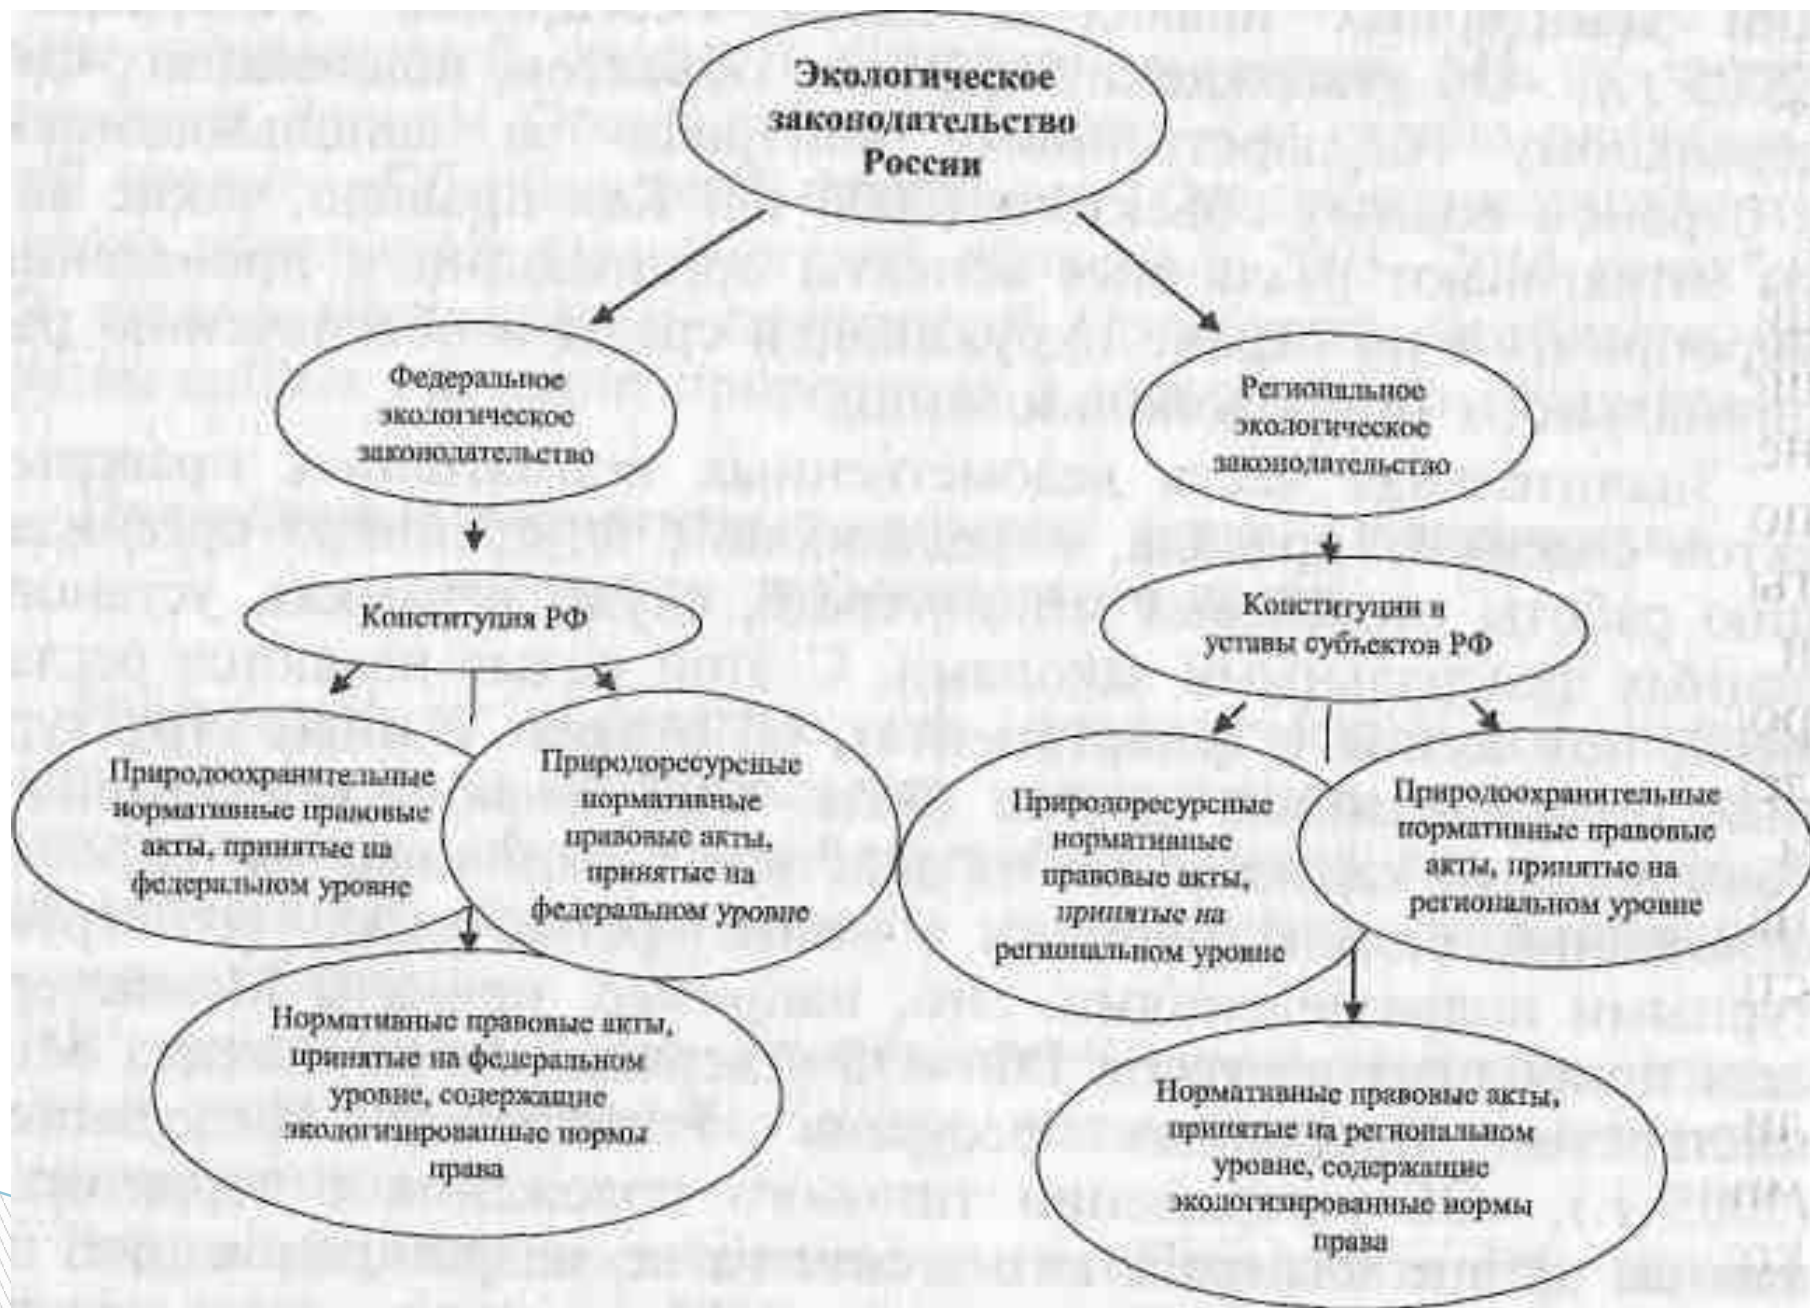 Экологическое
законодательство
России
Федеральное
экологическое
законодательство
Региональное
экологическое
законодательство
Конституция РФ
Конституции и
уставы субъектов РФ
Природоохранительные
нормативные правовые
акты, принятые на
федеральном уровне
Природоресурсные
нормативные
правовые акты,
принятые на
федеральном уровне
Природоресурсные
нормативные
правовые акты,
принятые на
региональном уровне
Природоохранительные
нормативные правовые
акты, принятые на
региональном уровне
Нормативные правовые акты,
принятые на федеральном
уровне, содержащие
экологизированные нормы
права
Нормативные правовые акты,
принятые на региональном
уровне, содержащие
экологизированные нормы
права